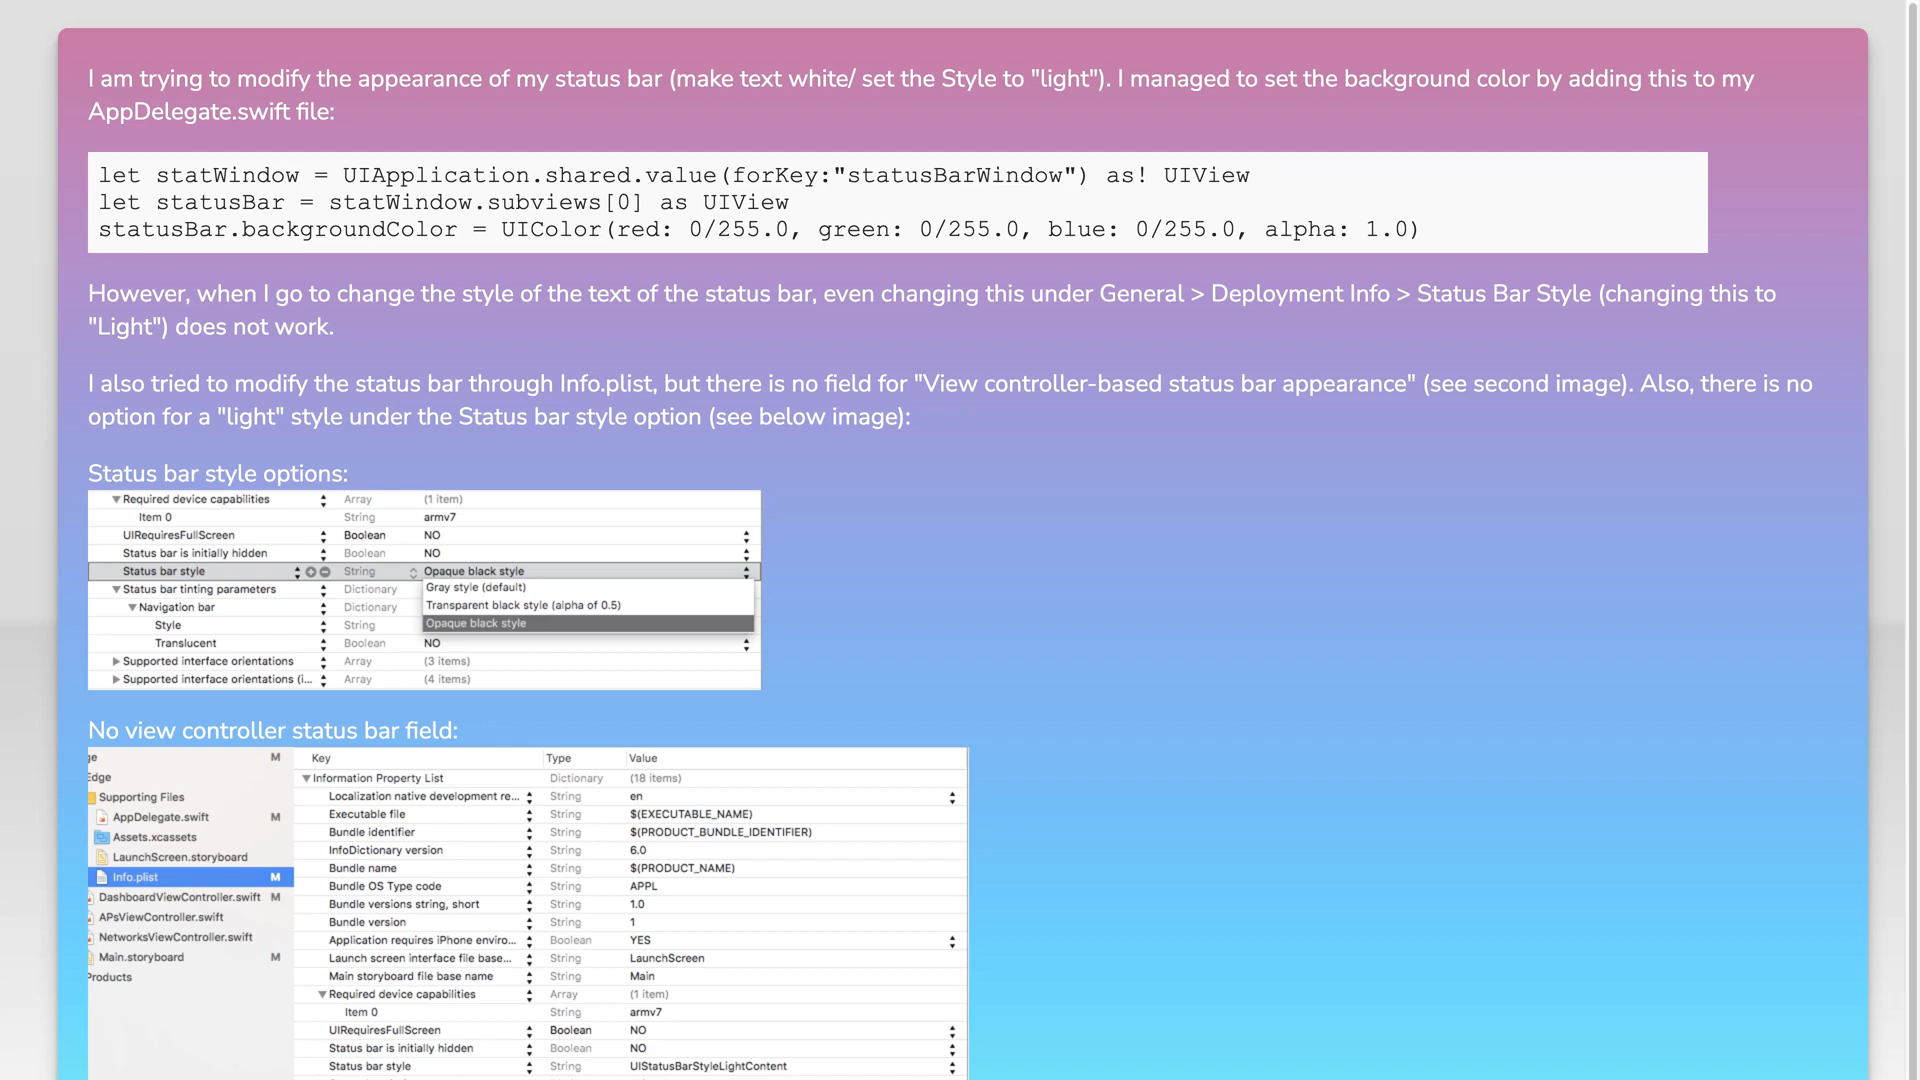 I am trying to modify the appearance of my status bar (make text white/ set the Style to "light"). I managed to set the background color by adding this to my
AppDelegate.swift file:
let statWindow = UIApplication.shared.value(forKey:"statusBarWindow") as! UIView
let statusBar = statWindow.subviews[0] as UIView
statusBar.backgroundColor = UIColor(red: 0/255.0, green: 0/255.0, blue: 0/255.0, alpha: 1.0)
However, when I go to change the style of the text of the status bar, even changing this under General > Deployment Info > Status Bar Style (changing this to
"Light") does not work.
I also tried to modify the status bar through Info.plist, but there is no field for "View controller-based status bar appearance" (see second image). Also, there is no
option for a "light" style under the Status bar style option (see below image):
Status bar style options:
Required device capabilities Array (1 item)
Item 0 String armv7
UIRequiresFullScreen Boolean NO
Status bar is initially hidden Boolean NO
Status bar style String Opaque black style
Status bar tinting parameters Dictionary Gray style (default)
Navigation bar Dictionary Transparent black style (alpha of 0.5)
Style String Opaque black style
Translucent Boolean NO
Supported interface orientations Array (3 items)
Supported interface orientations (i... Array (4 items)
No view controller status bar field:
ge M Key Type Value
Edge Information Property List Dictionary (18 items)
Supporting Files Localization native development re... String en
AppDelegate.swift M Executable file String $(EXECUTABLE_NAME)
Assets.xcassets Bundle identifier String $(PRODUCT_BUNDLE_IDENTIFIER)
LaunchScreen.storyboard InfoDictionary version String 6.0
Info.plist M Bundle name String $(PRODUCT_NAME)
Bundle OS Type code String APPL
DashboardViewController.swift M Bundle versions string, short String 1.0
APsViewController.swift Bundle version String 1
NetworksViewController.swift Application requires iPhone enviro... Boolean YES
Main.storyboard M Launch screen interface file base... String LaunchScreen
Products Main storyboard file base name String Main
Required device capabilities Array (1 item)
Item 0 String armv7
UIRequiresFullScreen Boolean NO
Status bar is initially hidden Boolean NO
Status bar style String UIStatusBarStyleLightContent